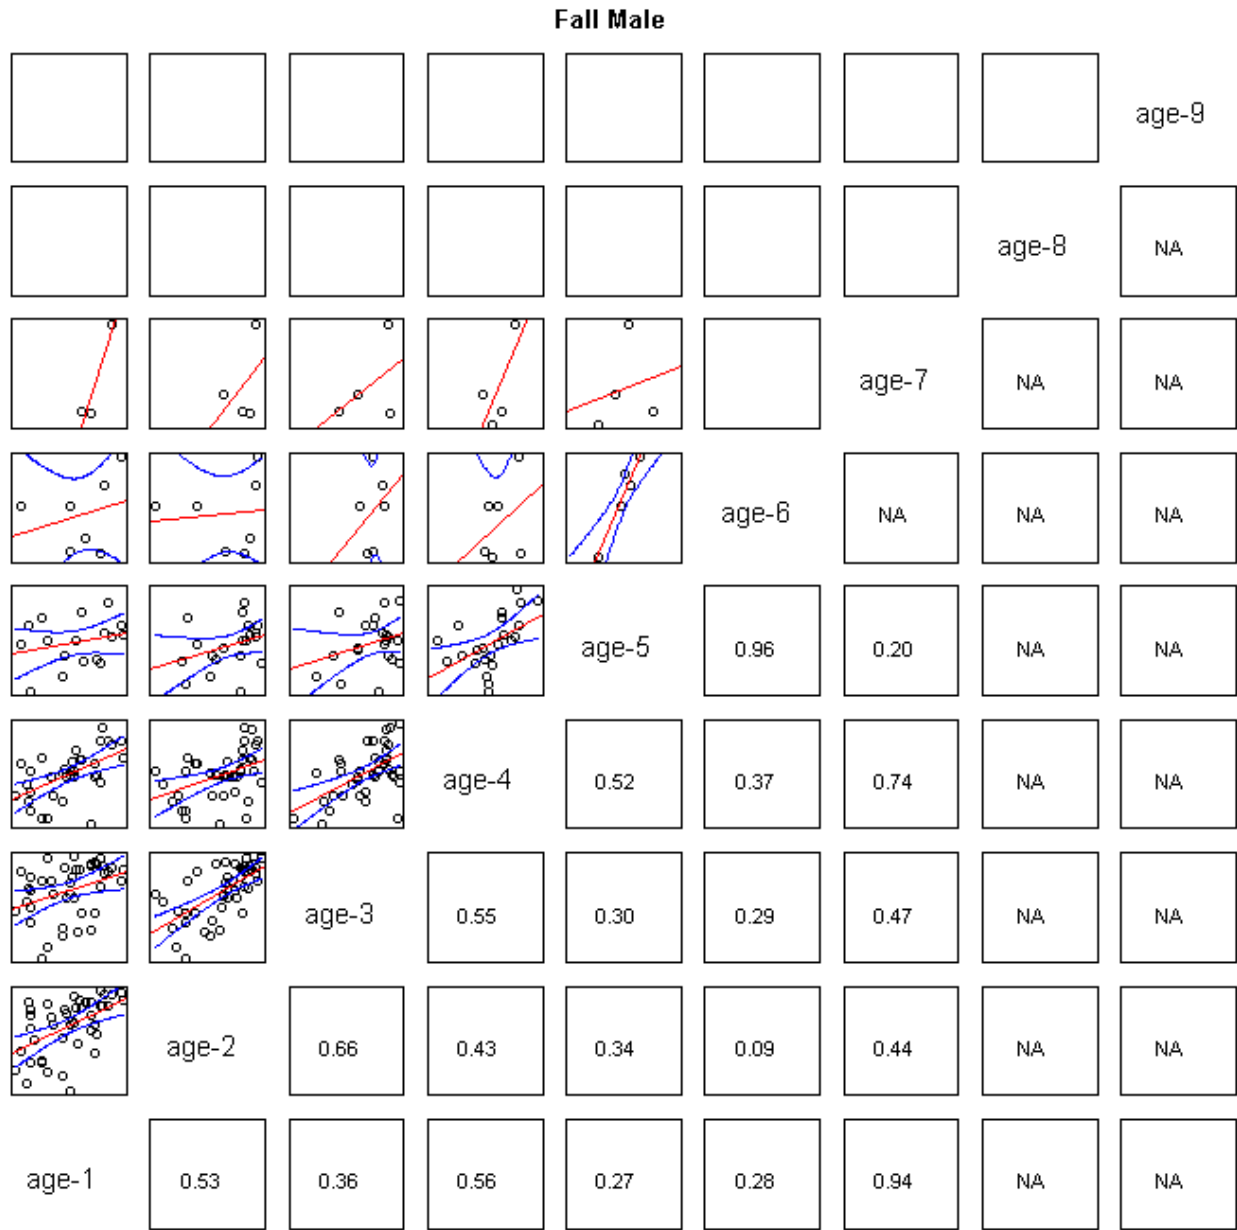 Fall Male
age-9
age-8 NA
age-7 NA NA
age-6 NA NA NA
age-5 0.96 0.20 NA NA
age-4 0.52 0.37 0.74 NA NA
age-3 0.55 0.30 0.29 0.47 NA NA
age-2 0.66 0.43 0.34 0.09 0.44 NA NA
age-1 0.53 0.36 0.56 0.27 0.28 0.94 NA NA